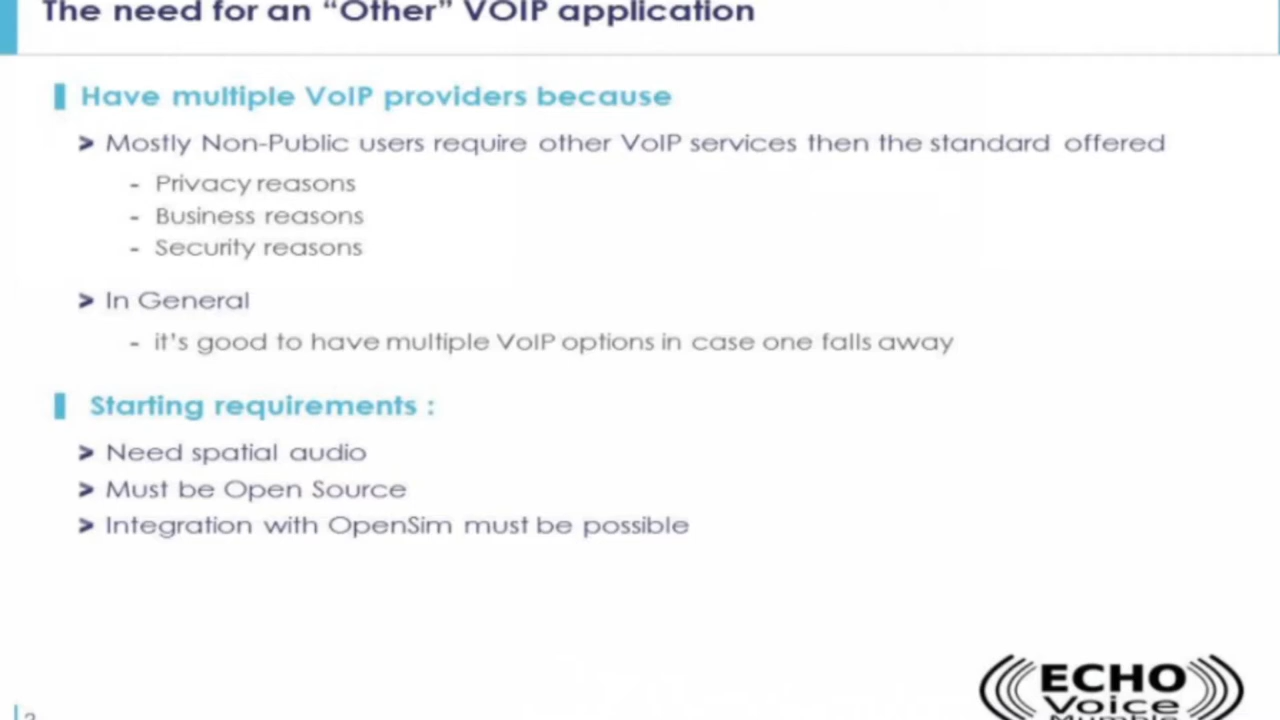 The need for an “Other” VOIP application
Have multiple VoIP providers because
> Mostly Non-Public users require other VoIP services then the standard offered
- Privacy reasons
- Business reasons
- Security reasons
> In General
- it's good to have multiple VoIP options in case one falls away
Starting requirements :
> Need spatial audio
> Must be Open Source
> Integration with OpenSim must be possible
ECHO
Voice
Mumble